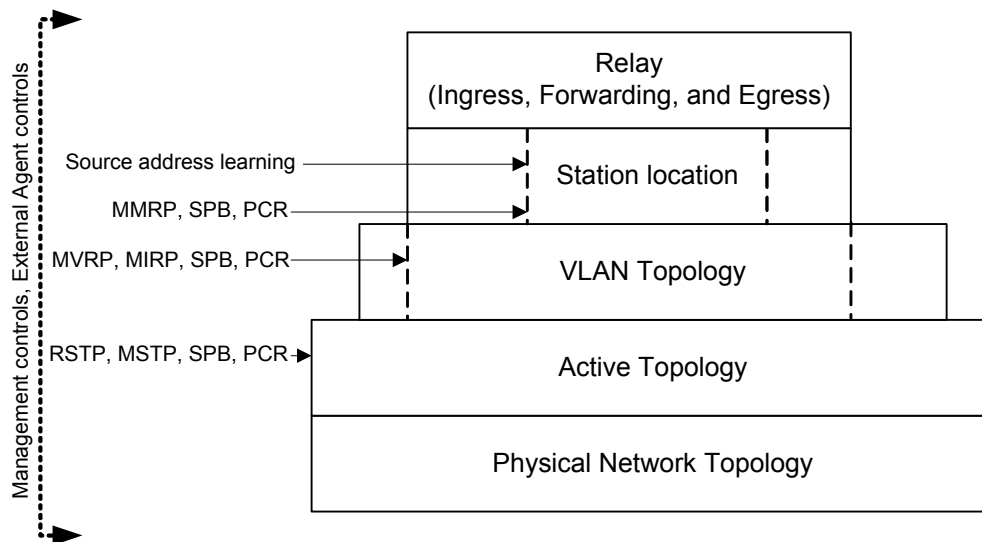 Management controls, External Agent controls
Relay
(Ingress, Forwarding, and Egress)
Source address learning
Station location
MMRP, SPB, PCR
MVRP, MIRP, SPB, PCR
VLAN Topology
RSTP, MSTP, SPB, PCR
Active Topology
Physical Network Topology